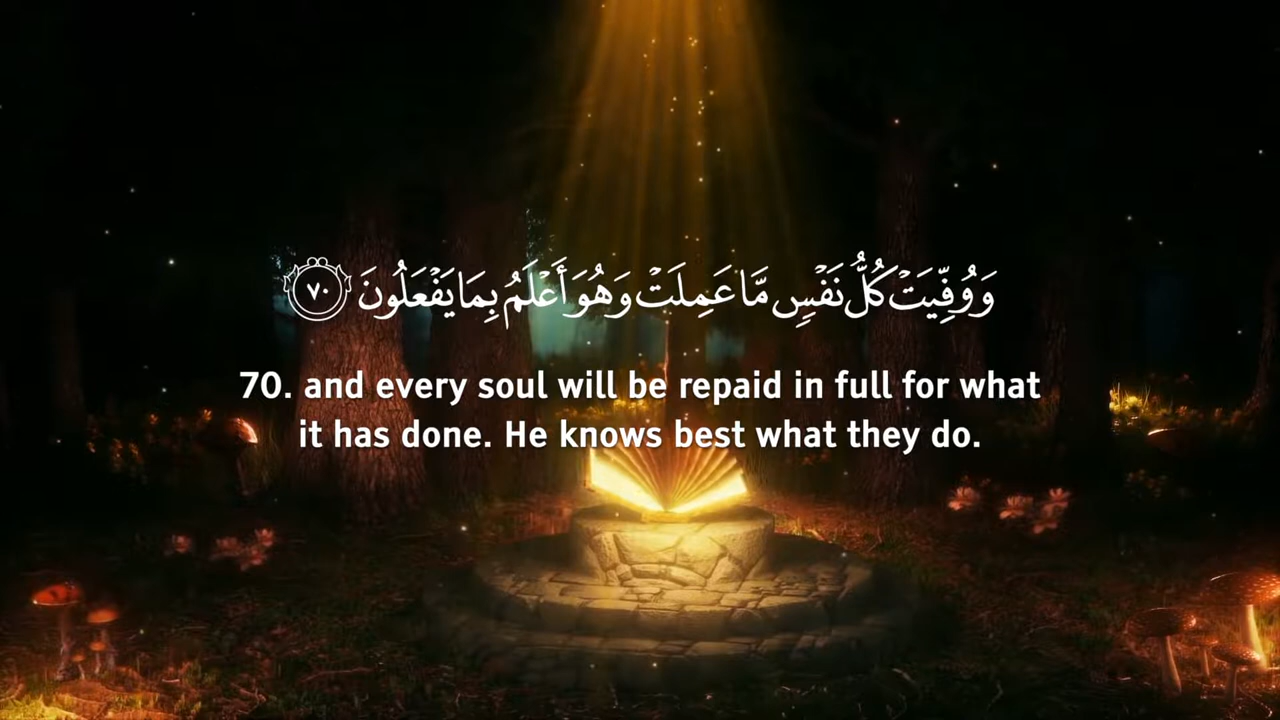 وَوُفِّيَتْ كُلُّ نَفْسٍ مَّا عَمِلَتْ وَهُوَ أَعْلَمُ بِمَا يَفْعَلُونَ ٧٠
70. and every soul will be repaid in full for what
it has done. He knows best what they do.